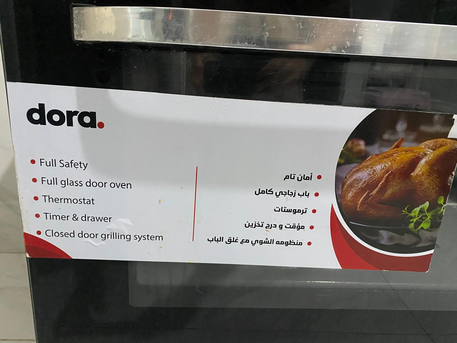 dora.
Full Safety
Full glass door oven
Thermostat
Timer & drawer
Closed door grilling system
أمان تام
باب زجاجي كامل
ترموستات
مؤقت و درج تخزين
منظومه الشوي مع غلق الباب